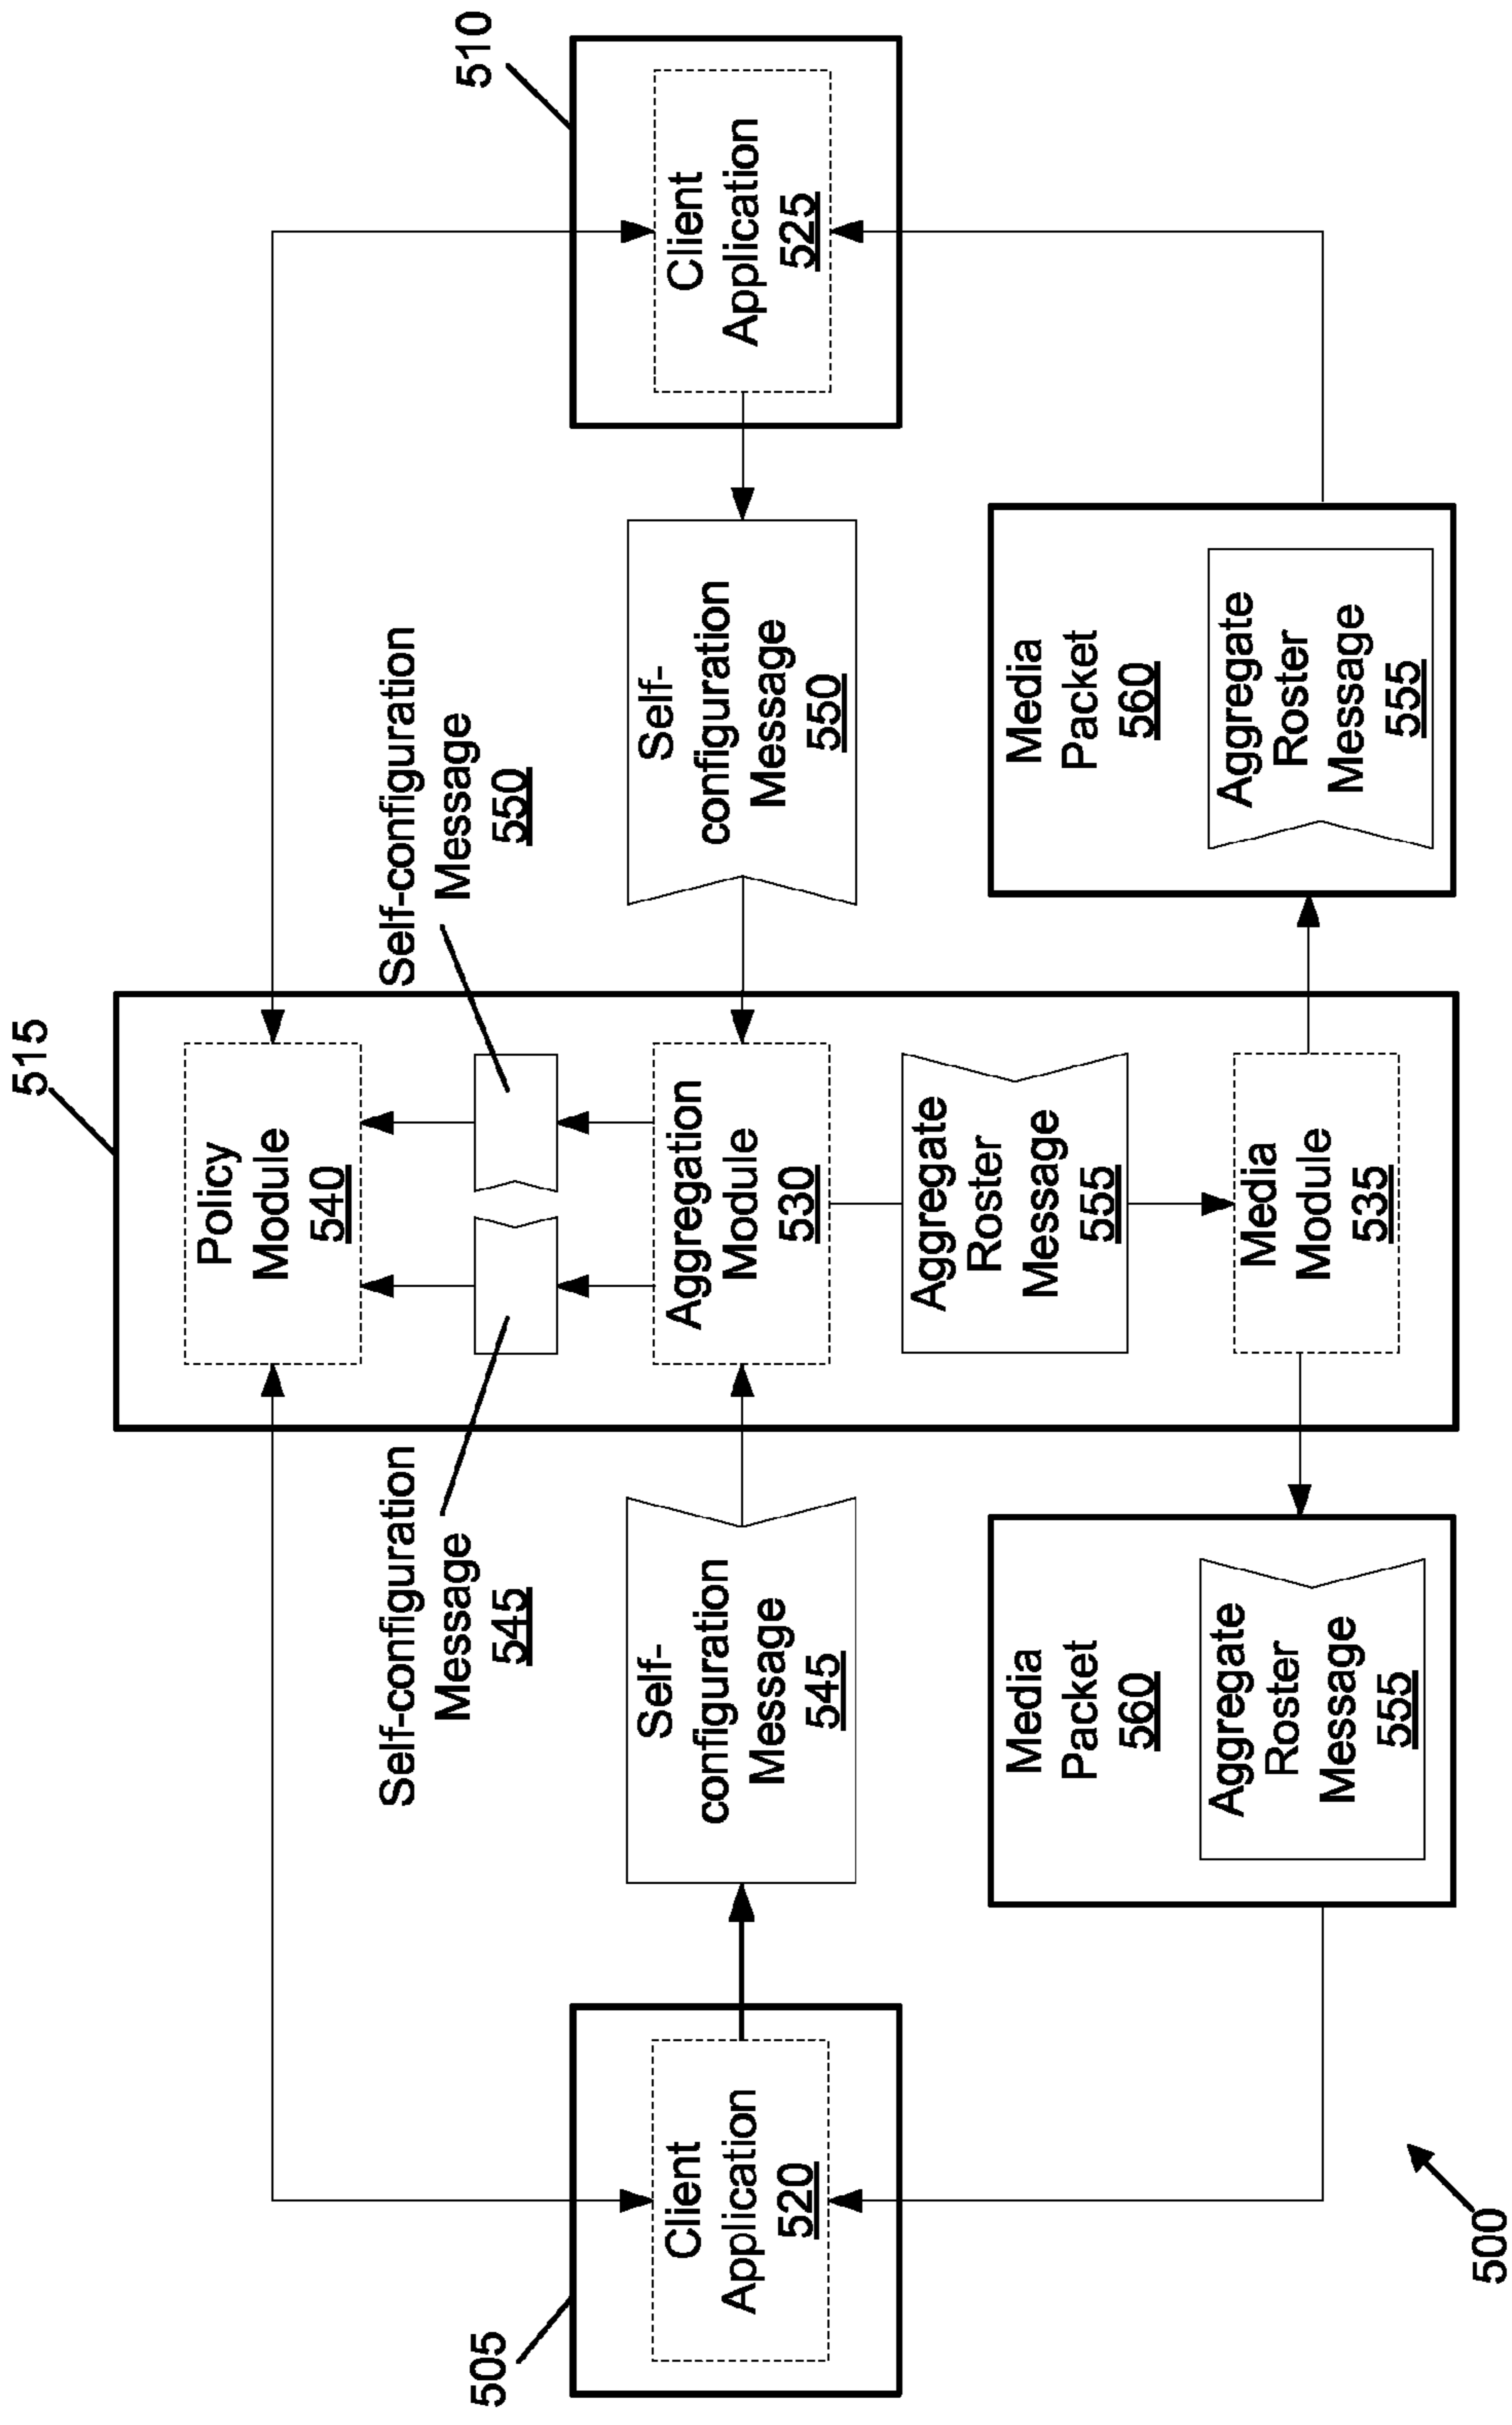 515
510
505
500
Policy
Module
540
Self-configuration
Message
545
Self-configuration
Message
550
Client
Application
520
Self-
configuration
Message
545
Aggregation
Module
530
Self-
configuration
Message
550
Client
Application
525
Aggregate
Roster
Message
555
Media
Packet
560
Aggregate
Roster
Message
555
Media
Module
535
Media
Packet
560
Aggregate
Roster
Message
555